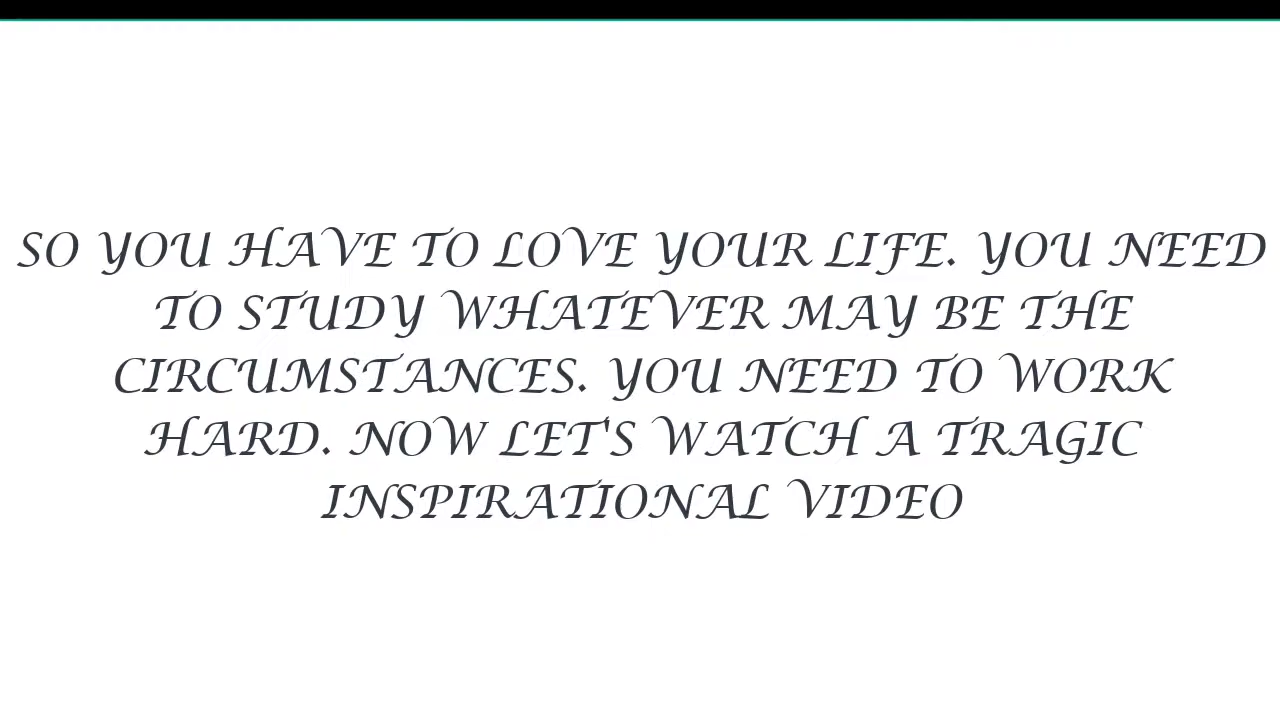 SO YOU HAVE TO LOVE YOUR LIFE. YOU NEED
TO STUDY WHATEVER MAY BE THE
CIRCUMSTANCES. YOU NEED TO WORK
HARD. NOW LET'S WATCH A TRAGIC
INSPIRATIONAL VIDEO